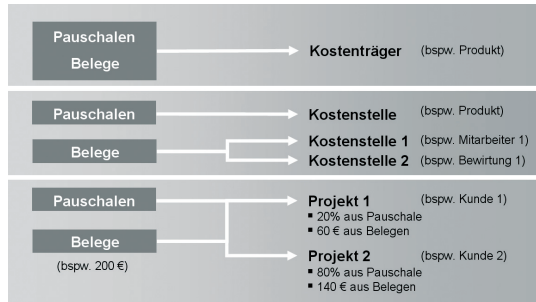 Pauschalen
Belege
Kostenträger (bspw. Produkt)
Pauschalen
Kostenstelle (bspw. Produkt)
Belege
Kostenstelle 1 (bspw. Mitarbeiter 1)
Kostenstelle 2 (bspw. Bewirtung 1)
Pauschalen
Projekt 1 (bspw. Kunde 1)
▪ 20% aus Pauschale
▪ 60 € aus Belegen
Belege
(bspw. 200 €)
Projekt 2 (bspw. Kunde 2)
▪ 80% aus Pauschale
▪ 140 € aus Belegen